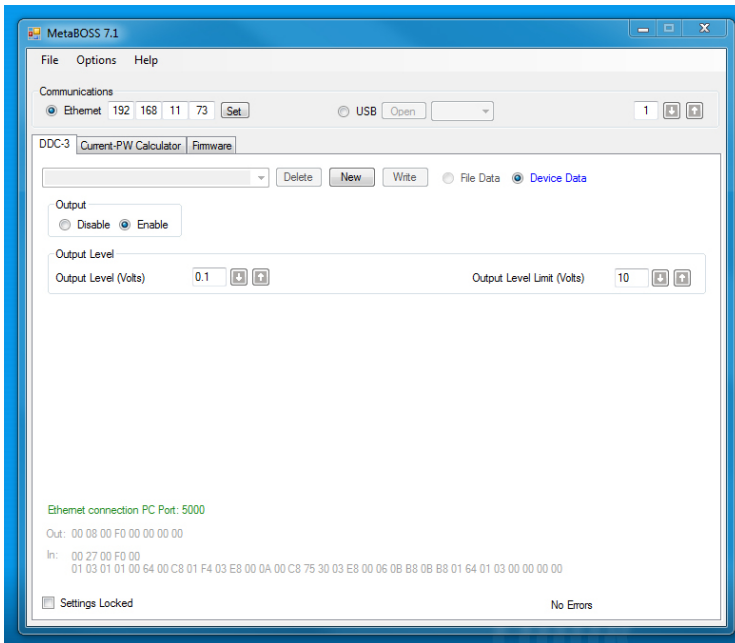 MetaBOSS 7.1
File Options Help
Communications
Ethernet 192 168 11 73 Set USB Open 1
DDC-3 Current-PW Calculator Firmware
Delete New Write File Data Device Data
Output
Disable Enable
Output Level
Output Level (Volts) 0.1 Output Level Limit (Volts) 10
Ethernet connection PC Port: 5000
Out: 00 08 00 F0 00 00 00 00
In: 00 27 00 F0 00
01 03 01 01 00 64 00 C8 01 F4 03 E8 00 0A 00 C8 75 30 03 E8 00 06 0B B8 0B B8 01 64 01 03 00 00 00 00
Settings Locked No Errors